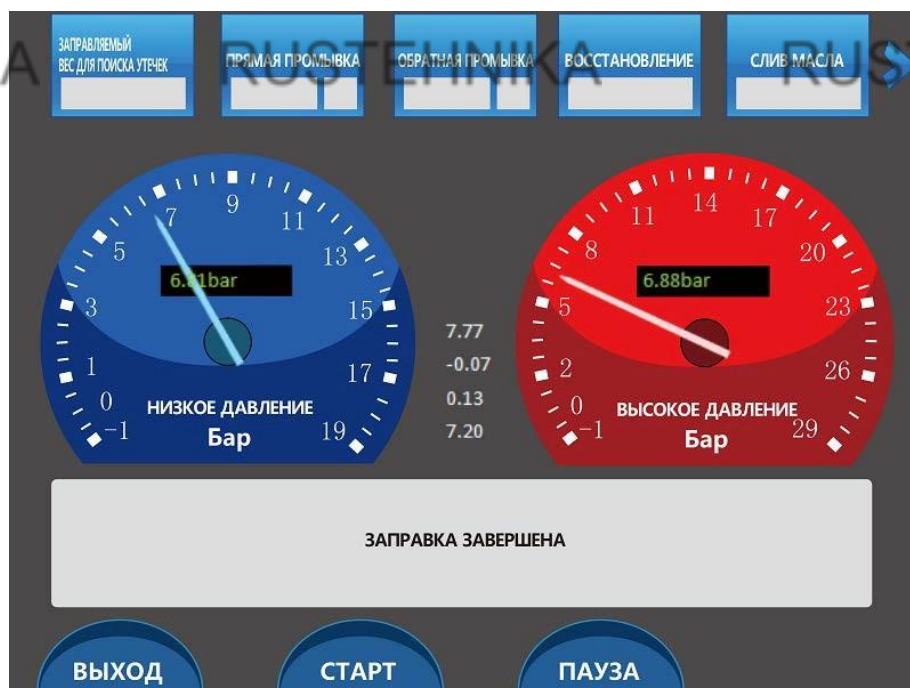 ЗАПРАВЛЯЕМЫЙ
ВЕС ДЛЯ ПОИСКА УТЕЧЕК
ПРЯМАЯ ПРОМЫВКА
ОБРАТНАЯ ПРОМЫВКА
ВОССТАНОВЛЕНИЕ
СЛИВ МАСЛА
A
RUSTEHNIKA
RUST
-1
0
1
3
5
7
9
11
13
15
17
19
6.81bar
НИЗКОЕ ДАВЛЕНИЕ
Бар
7.77
-0.07
0.13
7.20
-1
0
2
5
8
11
14
17
20
23
26
29
6.88bar
ВЫСОКОЕ ДАВЛЕНИЕ
Бар
ЗАПРАВКА ЗАВЕРШЕНА
ВЫХОД
СТАРТ
ПАУЗА